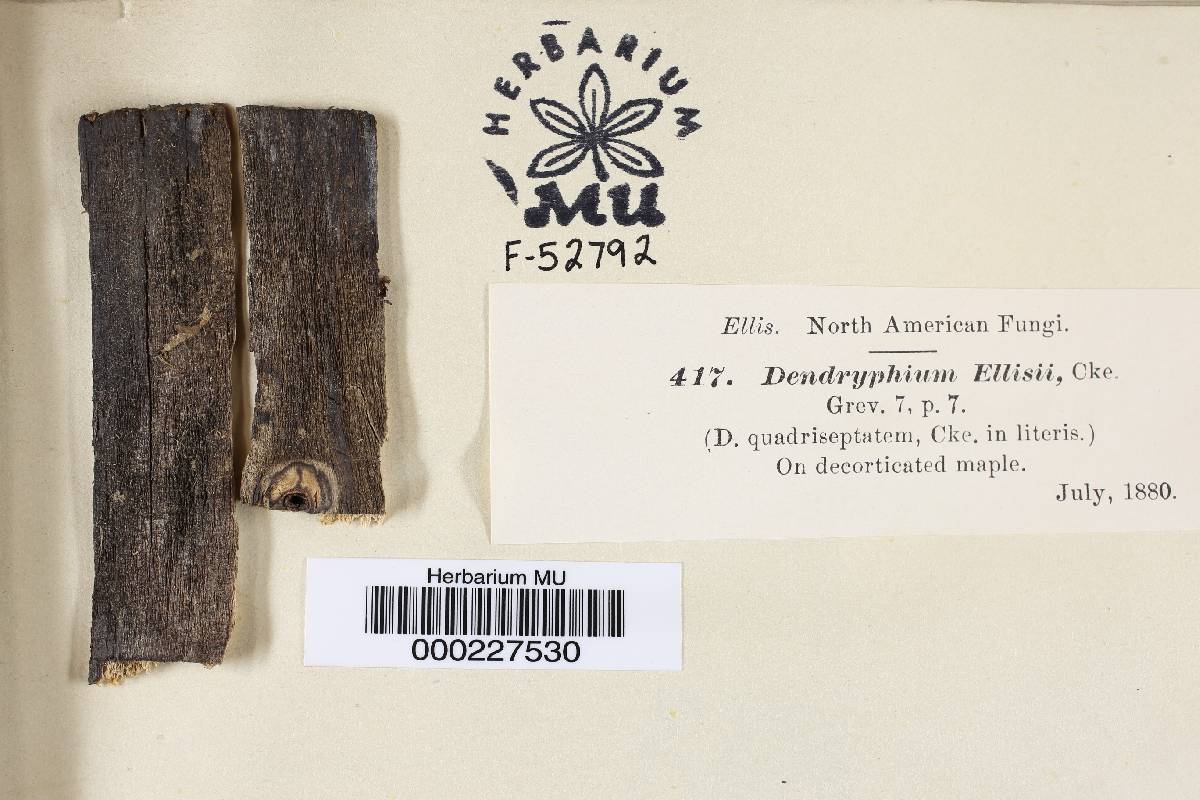 HERBARIUM
MU
F-52792
Ellis. North American Fungi.
417. Dendryphium Ellisii, Cke.
Grev. 7, p. 7.
(D. quadriseptatem, Cke. in literis.)
On decorticated maple.
July, 1880.
Herbarium MU
000227530